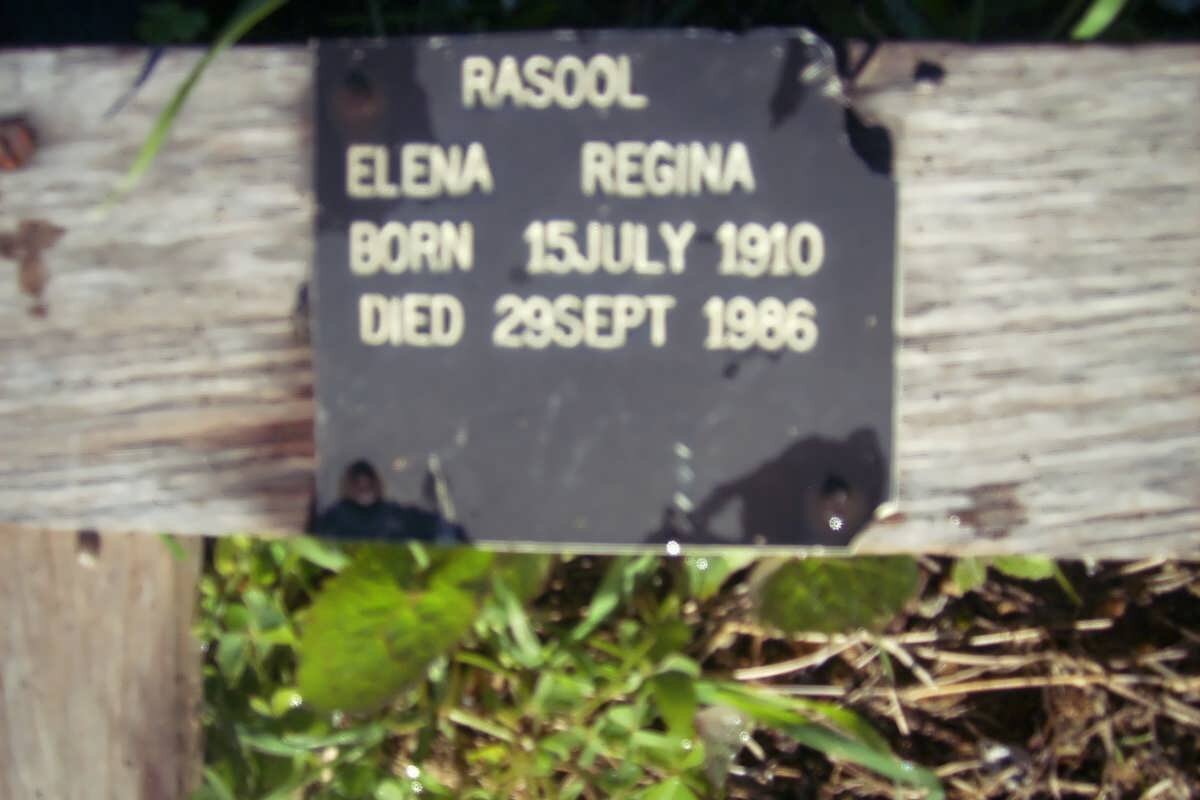 RASOOL
ELENA REGINA
BORN 15JULY 1910
DIED 29SEPT 1986